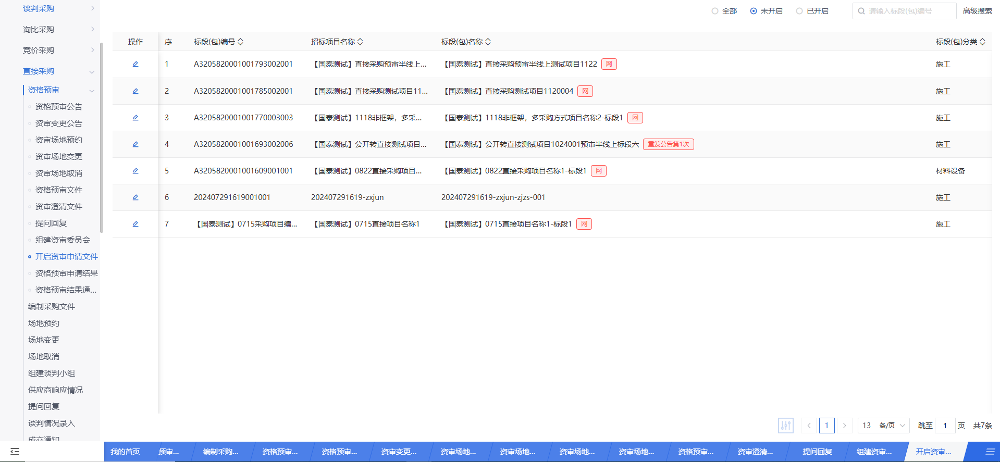 谈判采购
询比采购
竞价采购
直接采购
资格预审
资格预审公告
资审变更公告
资审场地预约
资审场地变更
资审场地取消
资格预审文件
资审澄清文件
提问回复
组建资审委员会
开启资审申请文件
资格预审申请结果
资格预审结果通...
编制采购文件
场地预约
场地变更
场地取消
组建谈判小组
供应商响应情况
提问回复
谈判情况录入
成交通知
全部 未开启 已开启 请输入标段(包)编号 高级搜索
操作 序 标段(包)编号 招标项目名称 标段(包)名称 标段(包)分类
1 A3205820001001793002001 【国泰测试】直接采购预审半线上... 【国泰测试】直接采购预审半线上测试项目1122 网 施工
2 A3205820001001785002001 【国泰测试】直接采购测试项目11... 【国泰测试】直接采购测试项目1120004 网 施工
3 A3205820001001770003003 【国泰测试】1118非框架，多采... 【国泰测试】1118非框架，多采购方式项目名称2-标段1 网 施工
4 A3205820001001693002006 【国泰测试】公开转直接测试项目... 【国泰测试】公开转直接测试项目1024001预审半线上标段六 重发公告第1次 施工
5 A3205820001001609001001 【国泰测试】0822直接采购项目... 【国泰测试】0822直接采购项目名称1-标段1 网 材料设备
6 202407291619001001 202407291619-zxjun 202407291619-zxjun-zjzs-001 施工
7 【国泰测试】0715采购项目编... 【国泰测试】0715直接项目名称1 【国泰测试】0715直接项目名称1-标段1 网 施工
1 13 条/页 跳至 1 页 共7条
我的首页 预审... 编制采购... 资格预审... 资格预审... 资审变更... 资审场地... 资审场地... 资审场地... 资审场地... 资格预审... 资审澄清... 提问回复 组建资审... 开启资审...